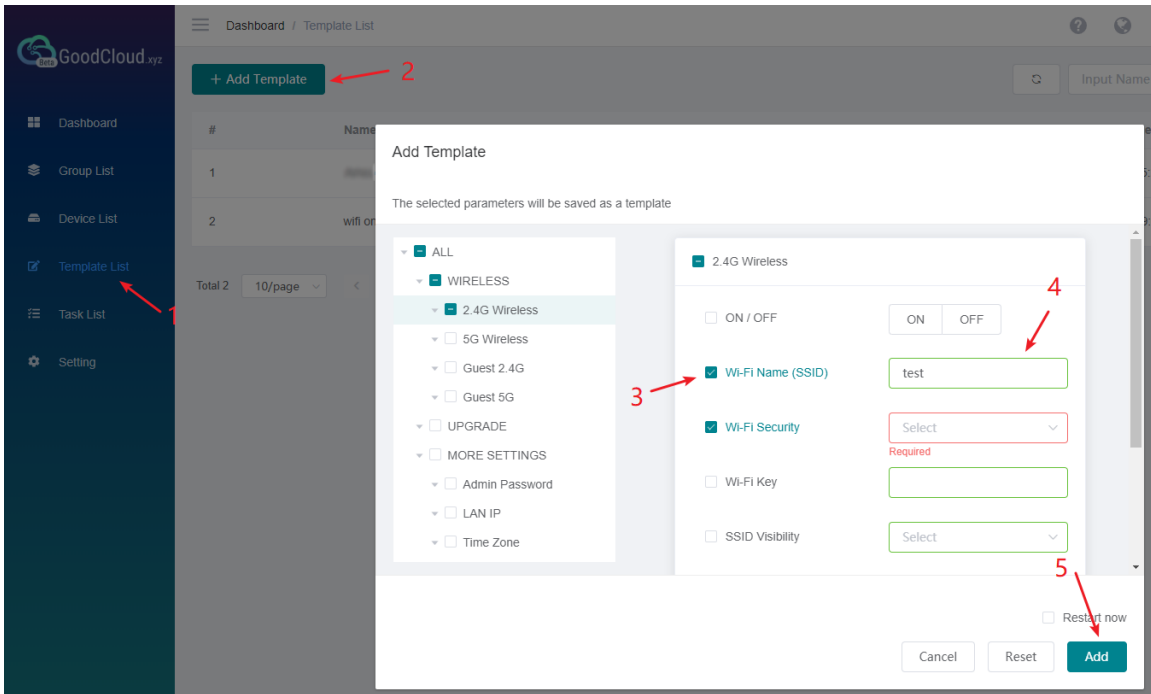 GoodCloud.xyz
Beta
Dashboard
Group List
Device List
Template List
Task List
Setting
1
Dashboard / Template List
+ Add Template
2
Input Name
#
Name
1
2
wifi on
Total 2
10/page
Add Template
The selected parameters will be saved as a template
ALL
WIRELESS
2.4G Wireless
5G Wireless
Guest 2.4G
Guest 5G
UPGRADE
MORE SETTINGS
Admin Password
LAN IP
Time Zone
2.4G Wireless
4
ON / OFF
ON
OFF
3
Wi-Fi Name (SSID)
test
Wi-Fi Security
Select
Required
Wi-Fi Key
SSID Visibility
Select
5
Restart now
Cancel
Reset
Add